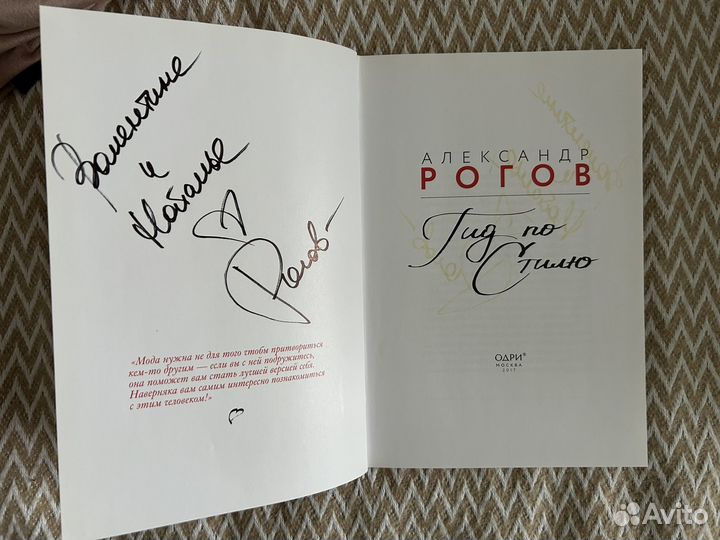 Валентине
и
Наталье
Рогов
«Мода нужна не для того чтобы притвориться
кем-то другим — если вы с ней подружитесь,
она поможет вам стать лучшей версией себя.
Наверняка вам самим интересно познакомиться
с этим человеком!»
АЛЕКСАНДР
РОГОВ
Гид по
Стилю
ОДРИ®
МОСКВА
2017
Avito